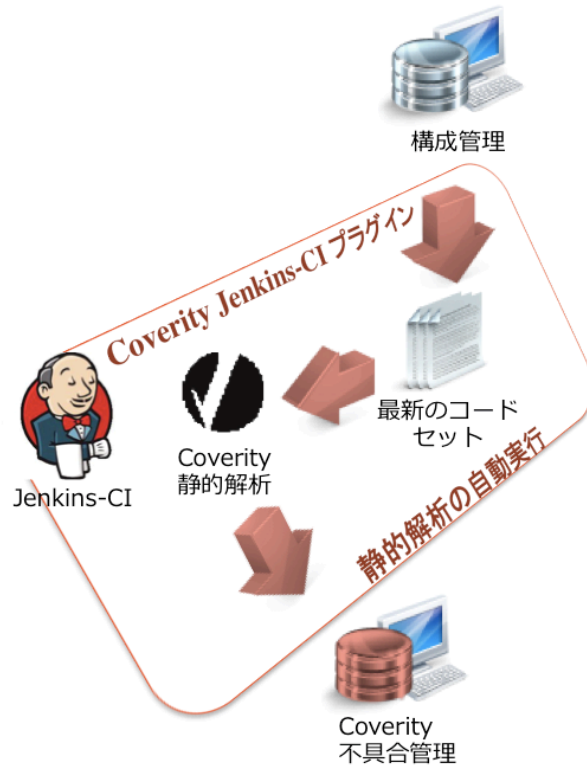 構成管理
Coverity Jenkins-CI プラグイン
最新のコード
セット
Coverity
静的解析
Jenkins-CI
静的解析の自動実行
Coverity
不具合管理